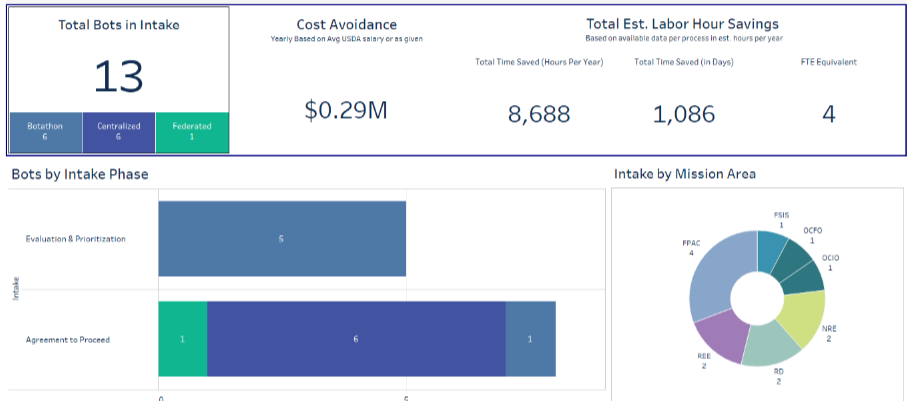 Total Bots in Intake
13
Botathon
6
Centralized
6
Federated
1
Cost Avoidance
Yearly Based on Avg USDA salary or as given
$0.29M
Total Est. Labor Hour Savings
Based on available data per process in est. hours per year
Total Time Saved (Hours Per Year)
8,688
Total Time Saved (in Days)
1,086
FTE Equivalent
4
Bots by Intake Phase
Intake
Evaluation & Prioritization
5
Agreement to Proceed
1
6
1
0
5
Intake by Mission Area
FSIS
1
OCFO
1
OCIO
1
NRE
2
RD
2
REE
2
FPAC
4